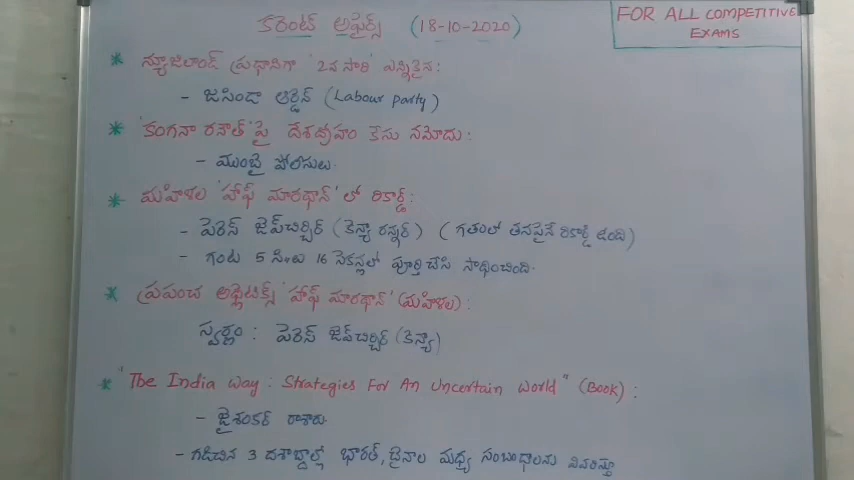 కరెంట్ అఫైర్స్ (18-10-2020)
FOR ALL COMPETITIVE
EXAMS
* న్యూజిలాండ్ ప్రధానిగా '2వ సారి' ఎన్నికైన:
- జసిండా ఆర్డెన్ (Labour party)
* 'కంగనా రనౌత్' పై దేశద్రోహం కేసు నమోదు:
- ముంబై పోలీసులు.
* మహిళల 'హాఫ్ మారథాన్' లో రికార్డ్:
- పెరెస్ జెప్‌చిర్చిర్ (కెన్యా రన్నర్) (గతంలో తనపైనే రికార్డ్ ఉంది)
- గంట 5 నిఁటు 16 సెకన్లలో పూర్తి చేసి సాధించింది.
* ప్రపంచ అథ్లెటిక్స్ 'హాఫ్ మారథాన్' (మహిళల):
స్వర్ణం : పెరెస్ జెప్‌చిర్చిర్ (కెన్యా)
* "The India Way : Strategies For An Uncertain World" (Book) :
- జైశంకర్ రాశారు.
- గడిచిన 3 దశాబ్దాల్లో భారత్, చైనాల మధ్య సంబంధాలను వివరిస్తూ